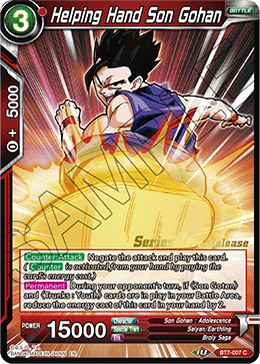 3
Helping Hand Son Gohan
BATTLE
+ 5000
SAMPLE
Series Release
Counter:Attack Negate the attack and play this card.
(Counter is activated from your hand by paying the
card's energy cost.)
Permanent During your opponent's turn, if {Son Goten}
and {Trunks : Youth} cards are in play in your Battle Area,
reduce the energy cost of this card in your hand by 2.
POWER 15000
Character Son Gohan : Adolescence
Special Trait Saiyan/Earthling
Era Broly Saga
BT7-007 C